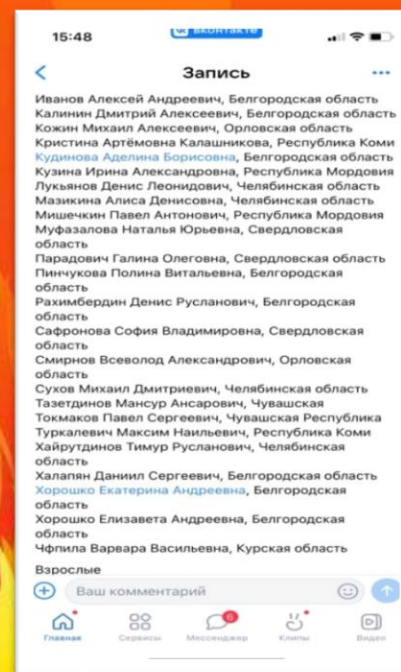 15:48
ВКОНТАКТЕ
Запись
Иванов Алексей Андреевич, Белгородская область
Калинин Дмитрий Алексеевич, Белгородская область
Кожин Михаил Алексеевич, Орловская область
Кристина Артёмовна Калашникова, Республика Коми
Кудинова Аделина Борисовна, Белгородская область
Кузина Ирина Александровна, Республика Мордовия
Лукьянов Денис Леонидович, Челябинская область
Мазикина Алиса Денисовна, Челябинская область
Мишечкин Павел Антонович, Республика Мордовия
Муфазалова Наталья Юрьевна, Свердловская
область
Парадович Галина Олеговна, Свердловская область
Пинчукова Полина Витальевна, Белгородская
область
Рахимбердин Денис Русланович, Белгородская
область
Сафронова София Владимировна, Свердловская
область
Смирнов Всеволод Александрович, Орловская
область
Сухов Михаил Дмитриевич, Челябинская область
Тазетдинов Мансур Ансарович, Чувашская
Токмаков Павел Сергеевич, Чувашская Республика
Туркалевич Максим Наильевич, Республика Коми
Хайрутдинов Тимур Русланович, Челябинская
область
Халапян Даниил Сергеевич, Белгородская область
Хорошко Екатерина Андреевна, Белгородская
область
Хорошко Елизавета Андреевна, Белгородская
область
Чфпила Варвара Васильевна, Курская область
Взрослые
Ваш комментарий
6
Главная Сервисы Мессенджер Клипы Видео